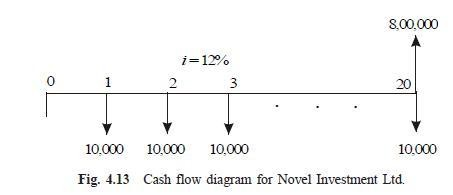 8,00,000
i=12%
0 1 2 3 . . . 20
10,000 10,000 10,000 10,000
Fig. 4.13 Cash flow diagram for Novel Investment Ltd.